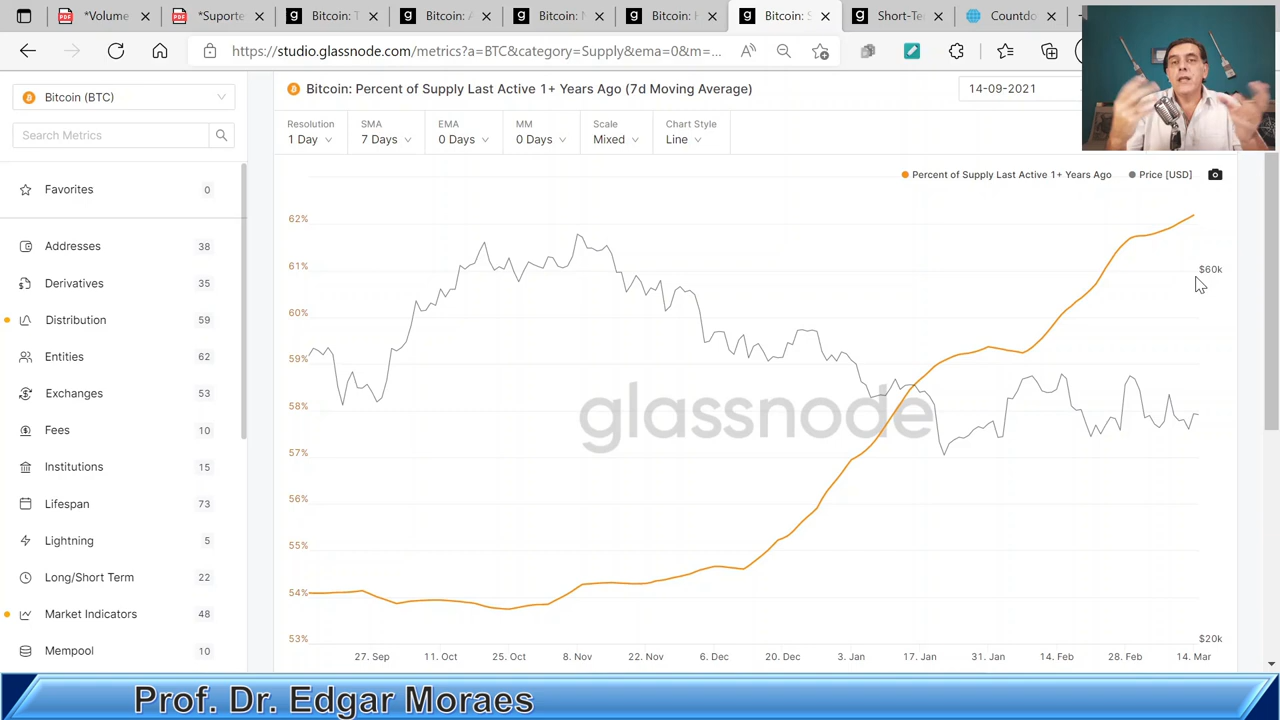 *Volume
*Suporte
Bitcoin: T
Bitcoin: A
Bitcoin: N
Bitcoin: H
Bitcoin: S
Short-Te
Countdo
https://studio.glassnode.com/metrics?a=BTC&category=Supply&ema=0&m=...
Bitcoin (BTC)
Search Metrics
Favorites 0
Addresses 38
Derivatives 35
Distribution 59
Entities 62
Exchanges 53
Fees 10
Institutions 15
Lifespan 73
Lightning 5
Long/Short Term 22
Market Indicators 48
Mempool 10
Bitcoin: Percent of Supply Last Active 1+ Years Ago (7d Moving Average)
14-09-2021
Resolution SMA EMA MM Scale Chart Style
1 Day 7 Days 0 Days 0 Days Mixed Line
Percent of Supply Last Active 1+ Years Ago Price [USD]
62%
61%
60%
59%
58%
57%
56%
55%
54%
53%
$60k
$20k
glassnode
27. Sep 11. Oct 25. Oct 8. Nov 22. Nov 6. Dec 20. Dec 3. Jan 17. Jan 31. Jan 14. Feb 28. Feb 14. Mar
Prof. Dr. Edgar Moraes